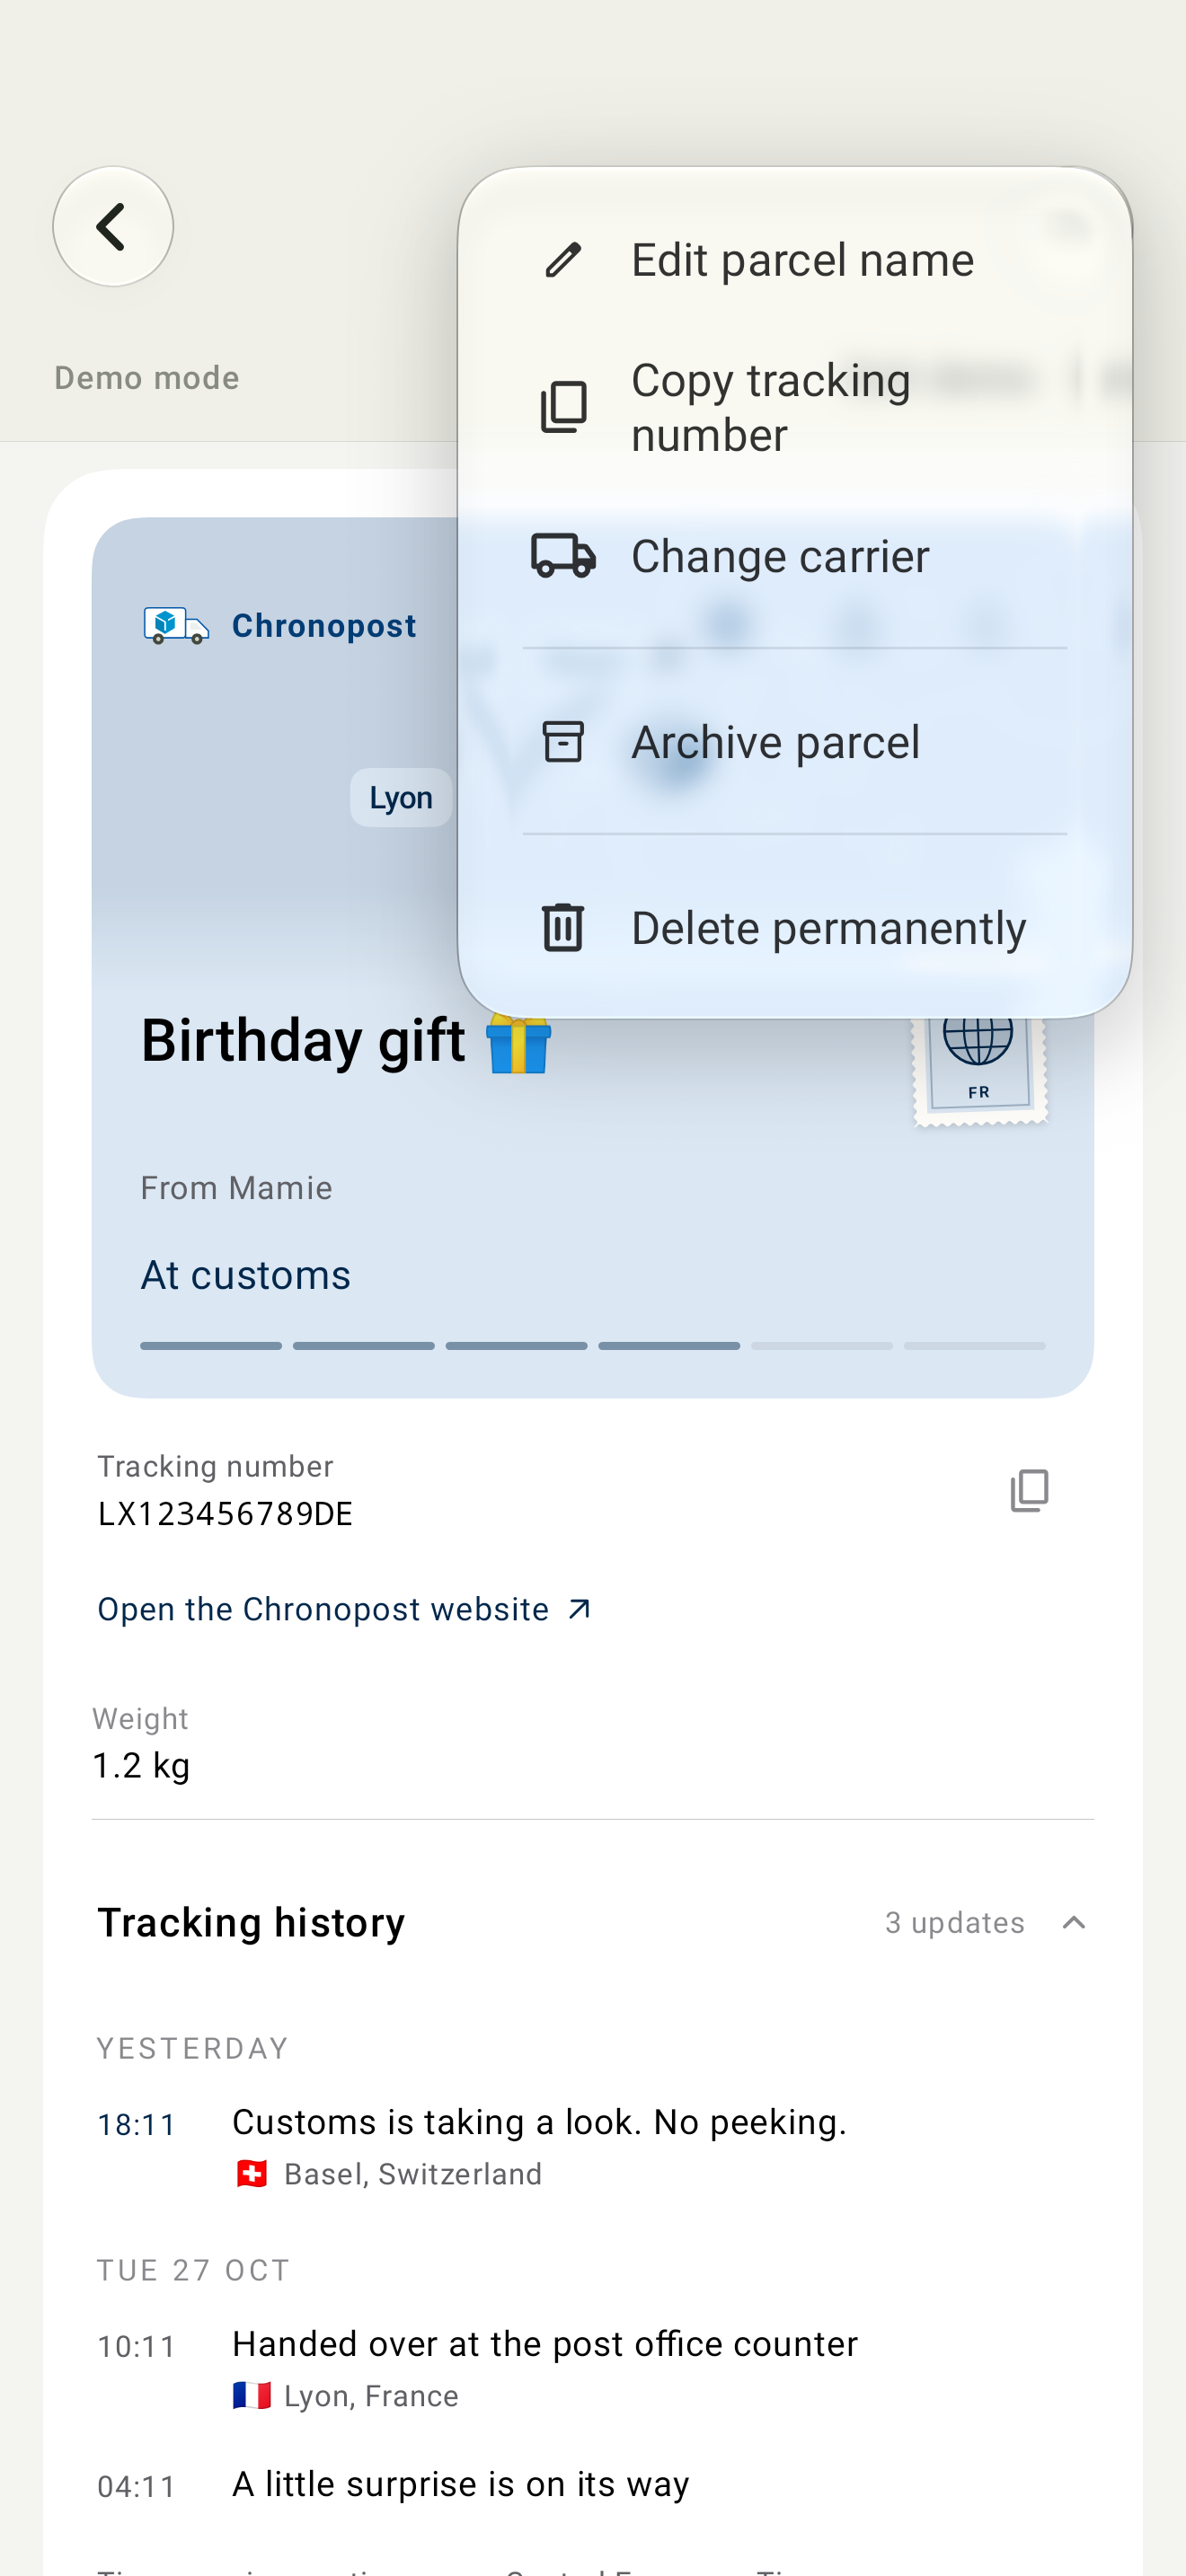 Edit parcel name
Copy tracking
number
Demo mode
Change carrier
Chronopost
Archive parcel
Lyon
Delete permanently
Birthday gift 🎁
FR
From Mamie
At customs
Tracking number
LX123456789DE
Open the Chronopost website ↗
Weight
1.2 kg
Tracking history
3 updates
YESTERDAY
18:11 Customs is taking a look. No peeking.
🇨🇭 Basel, Switzerland
TUE 27 OCT
10:11 Handed over at the post office counter
🇫🇷 Lyon, France
04:11 A little surprise is on its way